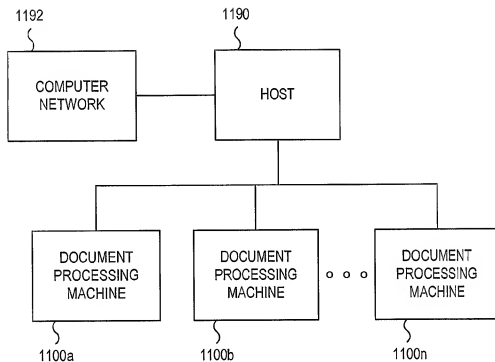 1192
1190
COMPUTER
NETWORK
HOST
DOCUMENT
PROCESSING
MACHINE
DOCUMENT
PROCESSING
MACHINE
DOCUMENT
PROCESSING
MACHINE
1100a
1100b
1100n